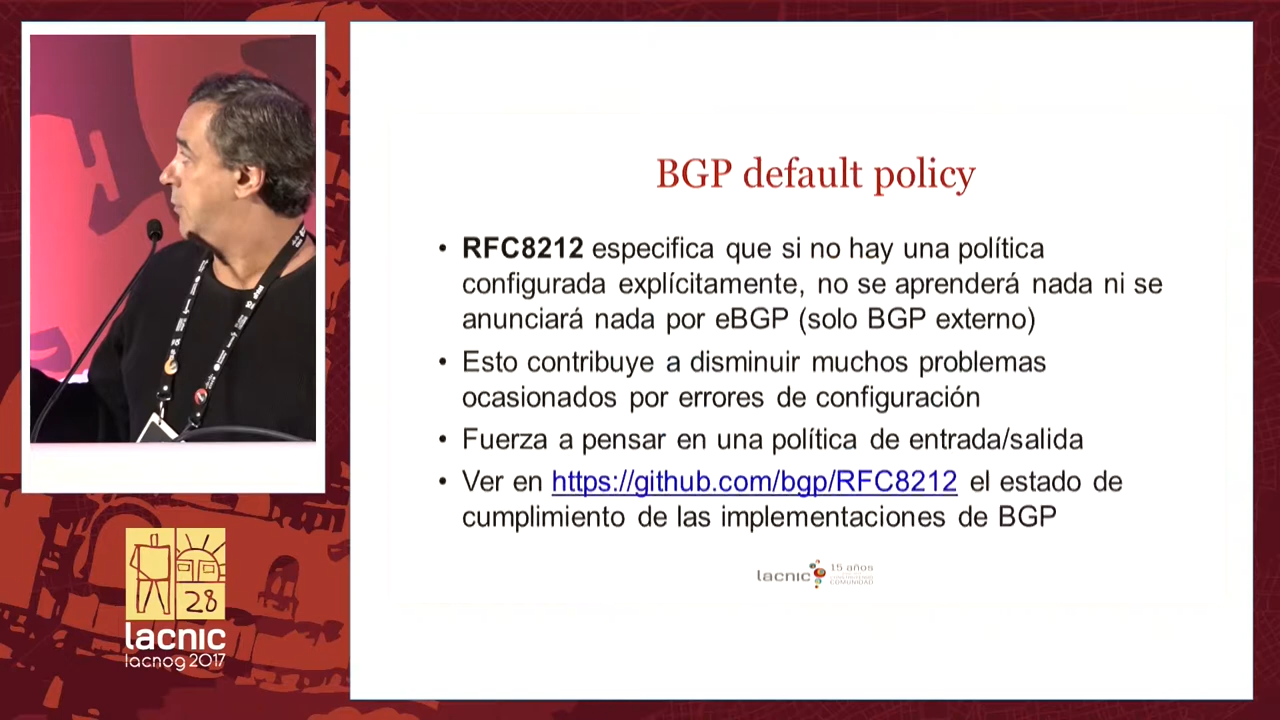 BGP default policy
• RFC8212 especifica que si no hay una política
configurada explícitamente, no se aprenderá nada ni se
anunciará nada por eBGP (solo BGP externo)
• Esto contribuye a disminuir muchos problemas
ocasionados por errores de configuración
• Fuerza a pensar en una política de entrada/salida
• Ver en https://github.com/bgp/RFC8212 el estado de
cumplimiento de las implementaciones de BGP
lacnic 15 años
COMUNIDAD
28
lacnic
lacnog 2017